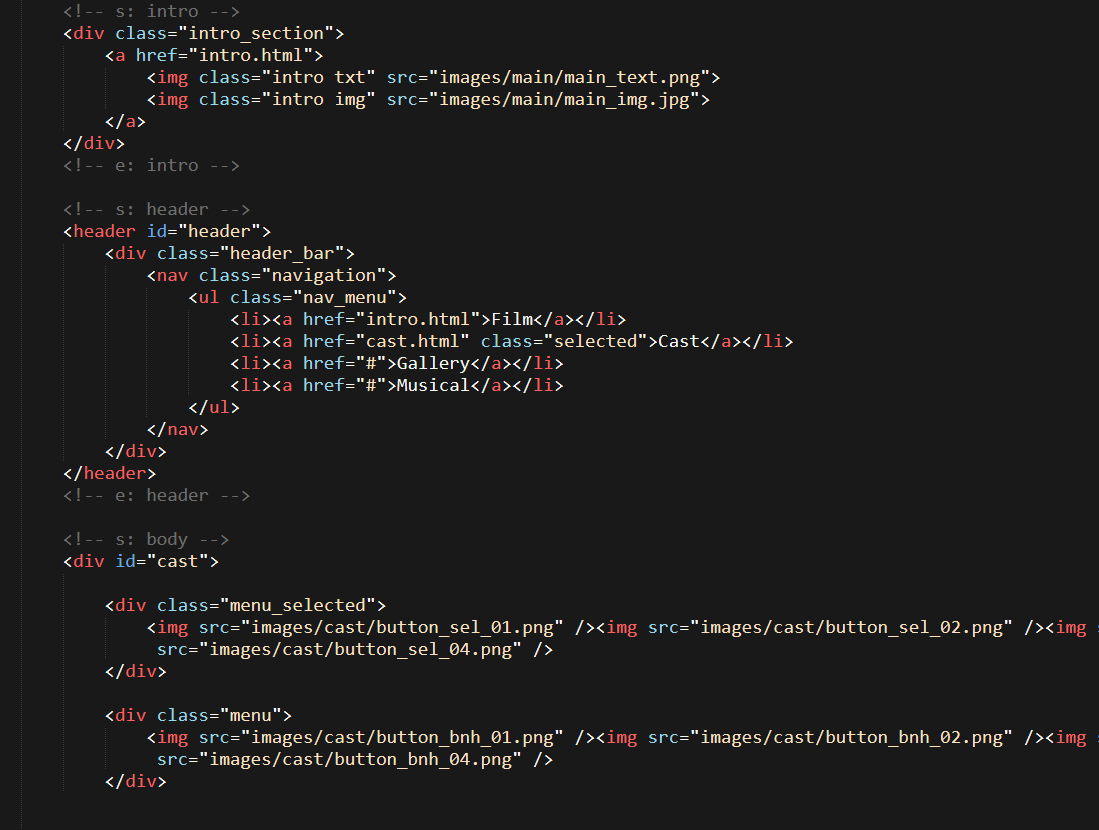 <!-- s: intro -->
<div class="intro_section">
<a href="intro.html">
<img class="intro txt" src="images/main/main_text.png">
<img class="intro img" src="images/main/main_img.jpg">
</a>
</div>
<!-- e: intro -->
<!-- s: header -->
<header id="header">
<div class="header_bar">
<nav class="navigation">
<ul class="nav_menu">
<li><a href="intro.html">Film</a></li>
<li><a href="cast.html" class="selected">Cast</a></li>
<li><a href="#">Gallery</a></li>
<li><a href="#">Musical</a></li>
</ul>
</nav>
</div>
</header>
<!-- e: header -->
<!-- s: body -->
<div id="cast">
<div class="menu_selected">
<img src="images/cast/button_sel_01.png" /><img src="images/cast/button_sel_02.png" /><img
src="images/cast/button_sel_04.png" />
</div>
<div class="menu">
<img src="images/cast/button_bnh_01.png" /><img src="images/cast/button_bnh_02.png" /><img
src="images/cast/button_bnh_04.png" />
</div>